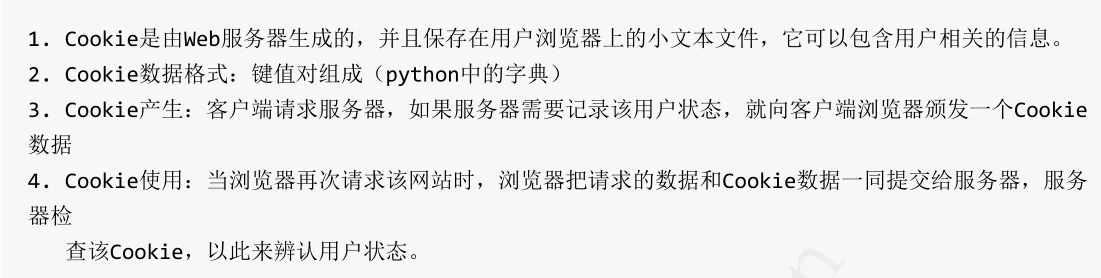 1. Cookie是由Web服务器生成的，并且保存在用户浏览器上的小文本文件，它可以包含用户相关的信息。
2. Cookie数据格式：键值对组成（python中的字典）
3. Cookie产生：客户端请求服务器，如果服务器需要记录该用户状态，就向客户端浏览器颁发一个Cookie
数据
4. Cookie使用：当浏览器再次请求该网站时，浏览器把请求的数据和Cookie数据一同提交给服务器，服务
器检
查该Cookie，以此来辨认用户状态。